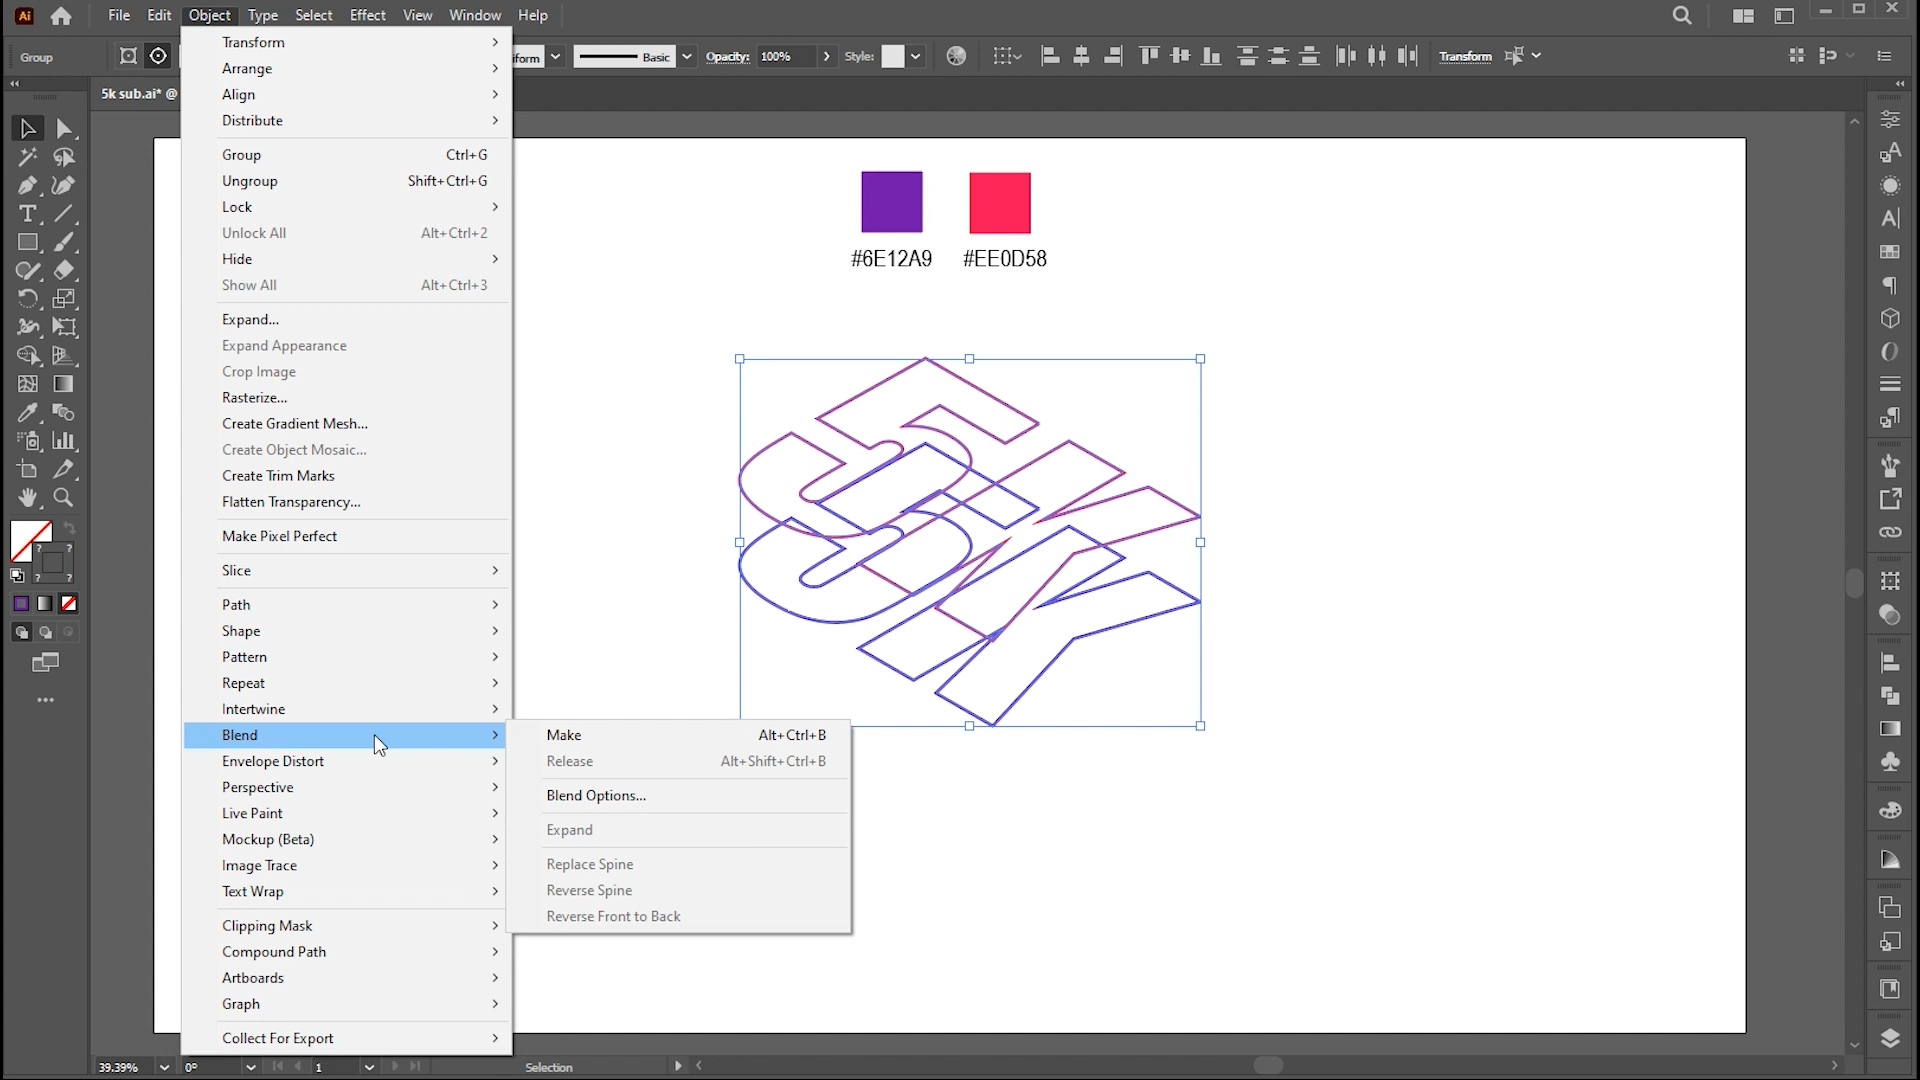 File Edit Object Type Select Effect View Window Help
Group
iform
Basic
Opacity: 100%
Style:
Transform
5k sub.ai* @
Transform
Arrange
Align
Distribute
Group Ctrl+G
Ungroup Shift+Ctrl+G
Lock
Unlock All Alt+Ctrl+2
Hide
Show All Alt+Ctrl+3
Expand...
Expand Appearance
Crop Image
Rasterize...
Create Gradient Mesh...
Create Object Mosaic...
Create Trim Marks
Flatten Transparency...
Make Pixel Perfect
Slice
Path
Shape
Pattern
Repeat
Intertwine
Blend
Envelope Distort
Perspective
Live Paint
Mockup (Beta)
Image Trace
Text Wrap
Clipping Mask
Compound Path
Artboards
Graph
Collect For Export
Make Alt+Ctrl+B
Release Alt+Shift+Ctrl+B
Blend Options...
Expand
Replace Spine
Reverse Spine
Reverse Front to Back
#6E12A9 #EE0D58
5K
39.39% 0° 1 Selection